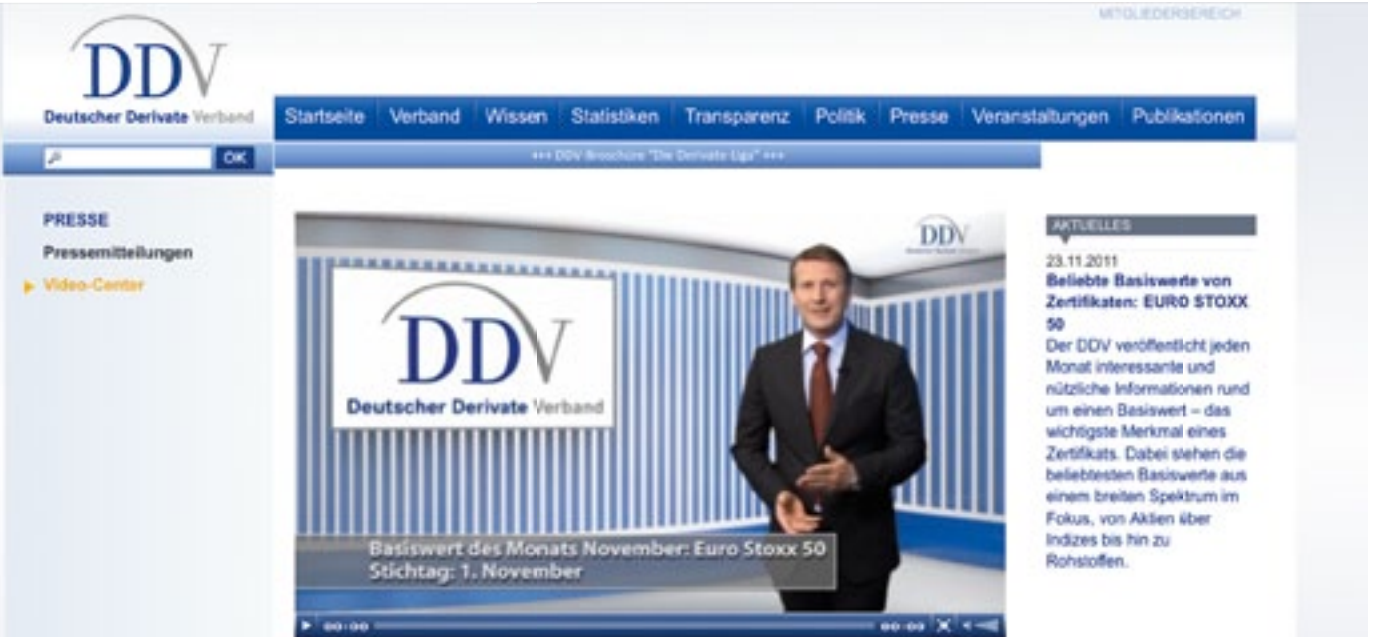 MITGLIEDERBEREICH
DDV
Deutscher Derivate Verband
Startseite Verband Wissen Statistiken Transparenz Politik Presse Veranstaltungen Publikationen
OK
+++ DDV-Broschüre "Die Derivate-Liga" +++
PRESSE
Pressemitteilungen
Video-Center
DDV
DDV
Deutscher Derivate Verband
Basiswert des Monats November: Euro Stoxx 50
Stichtag: 1. November
00:00 00:00
AKTUELLES
23.11.2011
Beliebte Basiswerte von
Zertifikaten: EURO STOXX
50
Der DDV veröffentlicht jeden
Monat interessante und
nützliche Informationen rund
um einen Basiswert – das
wichtigste Merkmal eines
Zertifikats. Dabei stehen die
beliebtesten Basiswerte aus
einem breiten Spektrum im
Fokus, von Aktien über
Indizes bis hin zu
Rohstoffen.